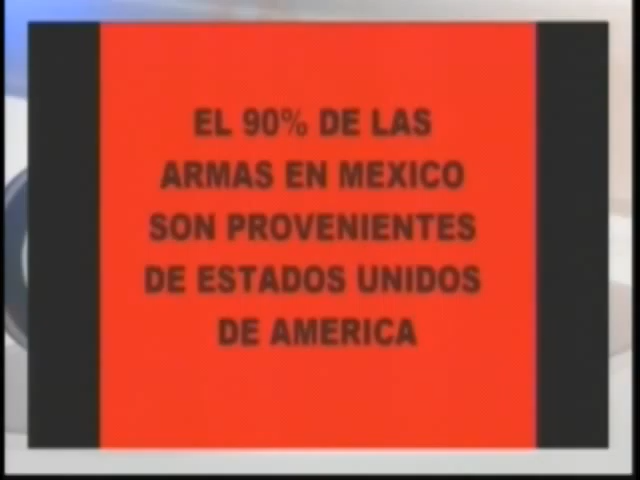 EL 90% DE LAS
ARMAS EN MEXICO
SON PROVENIENTES
DE ESTADOS UNIDOS
DE AMERICA